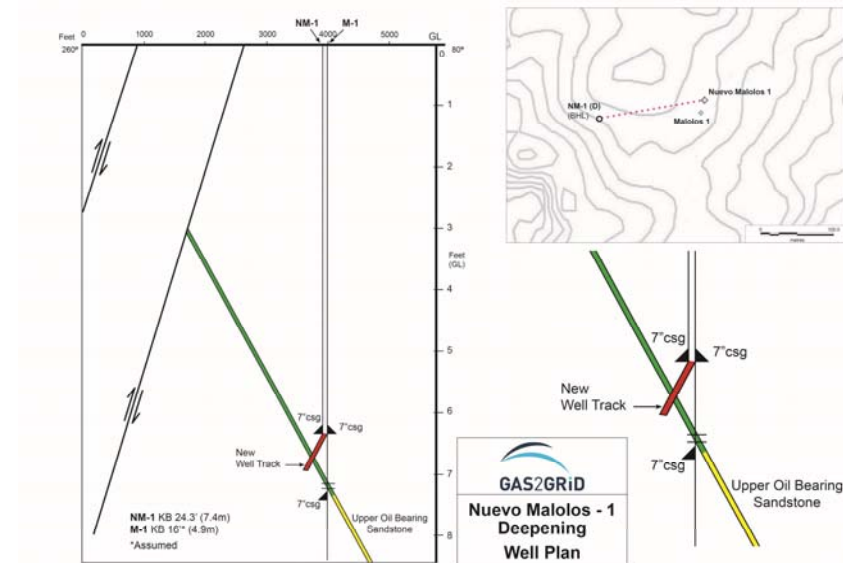 NM-1 M-1
Feet 0 1000 2000 3000 4000 5000 GL
260° 0 80°
1
2
3
Feet
(GL)
4
5
6
7
8
7"csg 7"csg
New
Well Track
7"csg
Upper Oil Bearing
Sandstone
NM-1 KB 24.3' (7.4m)
M-1 KB 16'* (4.9m)
*Assumed
Nuevo Malolos 1
NM-1 (D)
(BHL)
Malolos 1
0
metres
7"csg 7"csg
New
Well Track
7"csg
Upper Oil Bearing
Sandstone
GAS2GRiD
Nuevo Malolos - 1
Deepening
Well Plan